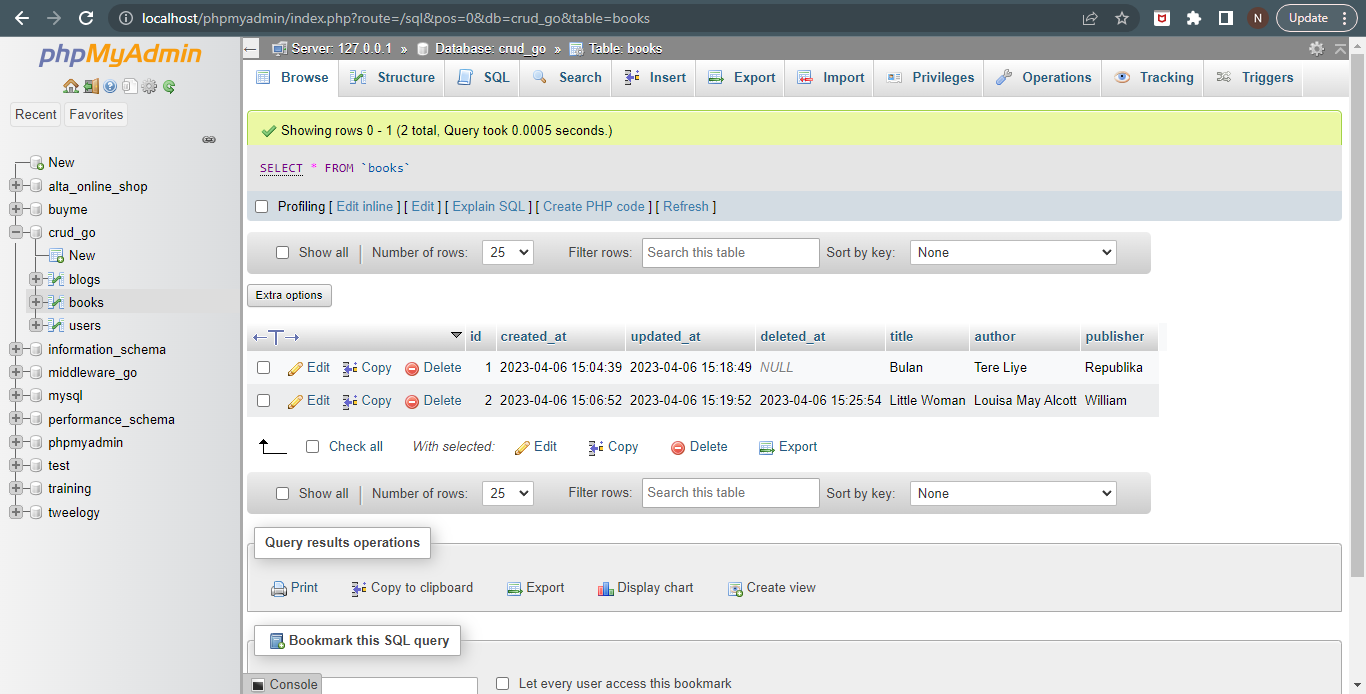 localhost/phpmyadmin/index.php?route=/sql&pos=0&db=crud_go&table=books
N
Update
phpMyAdmin
Recent
Favorites
New
alta_online_shop
buyme
crud_go
New
blogs
books
users
information_schema
middleware_go
mysql
performance_schema
phpmyadmin
test
training
tweelogy
Server: 127.0.0.1 » Database: crud_go » Table: books
Browse Structure SQL Search Insert Export Import Privileges Operations Tracking Triggers
Showing rows 0 - 1 (2 total, Query took 0.0005 seconds.)
SELECT * FROM `books`
Profiling [ Edit inline ] [ Edit ] [ Explain SQL ] [ Create PHP code ] [ Refresh ]
Show all Number of rows: 25 Filter rows: Search this table Sort by key: None
Extra options
←T→ id created_at updated_at deleted_at title author publisher
Edit Copy Delete 1 2023-04-06 15:04:39 2023-04-06 15:18:49 NULL Bulan Tere Liye Republika
Edit Copy Delete 2 2023-04-06 15:06:52 2023-04-06 15:19:52 2023-04-06 15:25:54 Little Woman Louisa May Alcott William
Check all With selected: Edit Copy Delete Export
Show all Number of rows: 25 Filter rows: Search this table Sort by key: None
Query results operations
Print Copy to clipboard Export Display chart Create view
Bookmark this SQL query
Console
Let every user access this bookmark